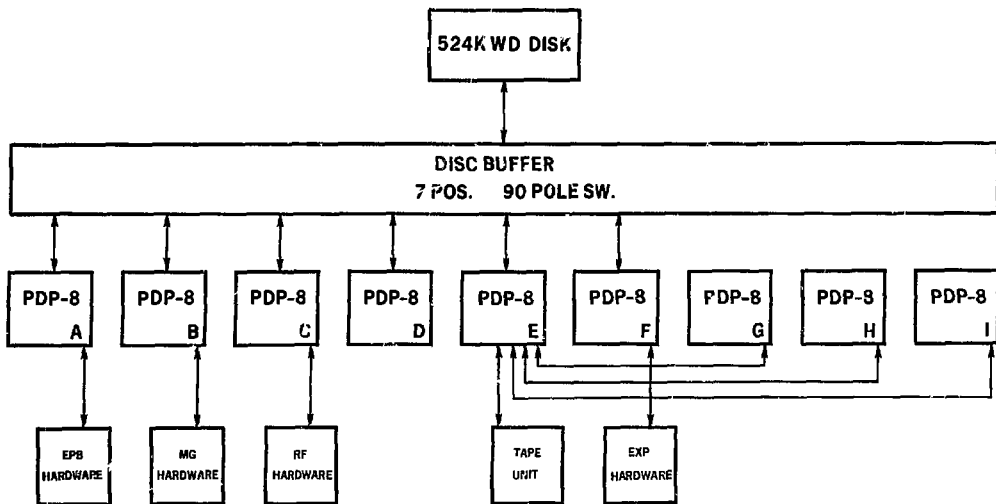 524K WD DISK
DISC BUFFER
7 POS. 90 POLE SW.
PDP-8
A
PDP-8
B
PDP-8
C
PDP-8
D
PDP-8
E
PDP-8
F
PDP-8
G
PDP-8
H
PDP-8
I
EPB
HARDWARE
MG
HARDWARE
RF
HARDWARE
TAPE
UNIT
EXP
HARDWARE